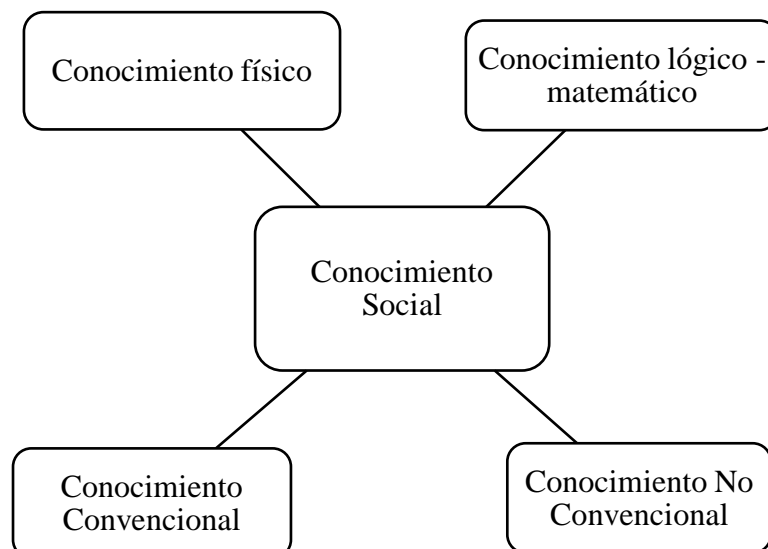 Conocimiento físico
Conocimiento lógico -
matemático
Conocimiento
Social
Conocimiento
Convencional
Conocimiento No
Convencional